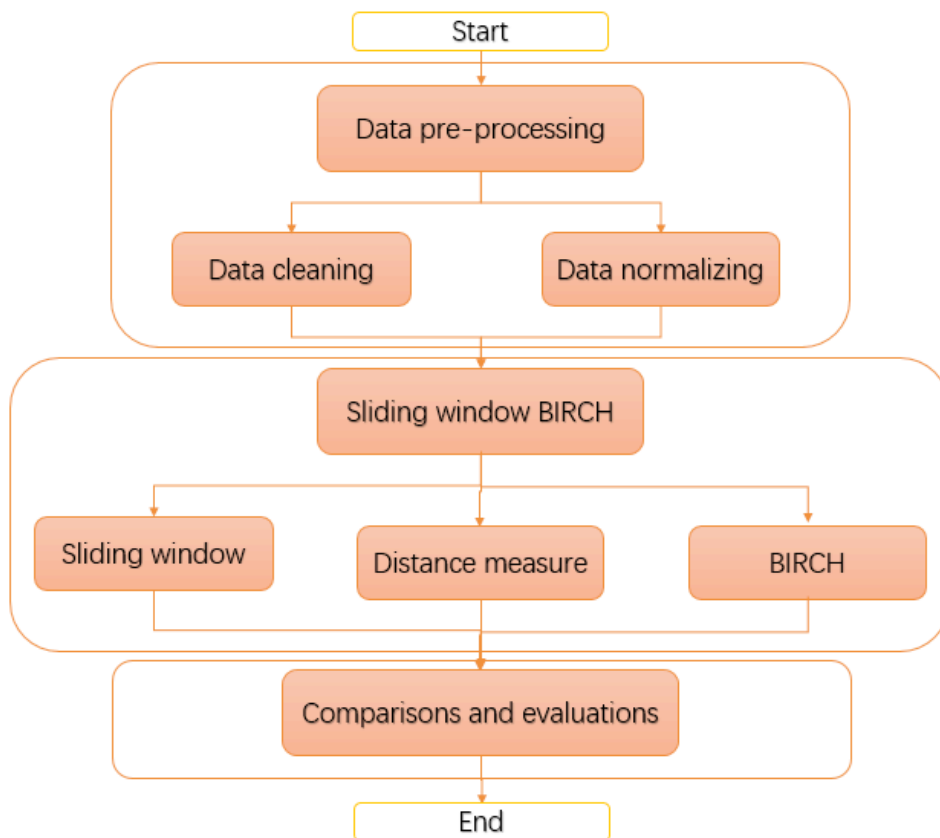 Start
Data pre-processing
Data cleaning
Data normalizing
Sliding window BIRCH
Sliding window
Distance measure
BIRCH
Comparisons and evaluations
End